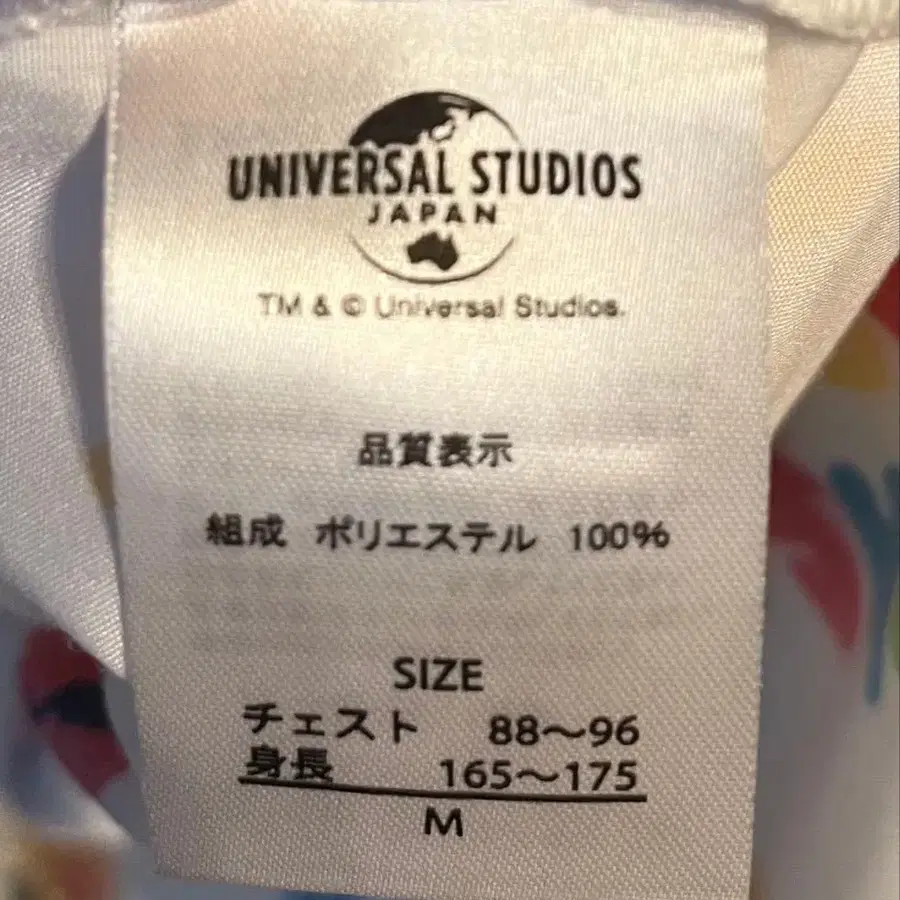 UNIVERSAL STUDIOS
JAPAN
TM & © Universal Studios.
品質表示
組成 ポリエステル 100%
SIZE
チェスト 88～96
身長 165～175
M